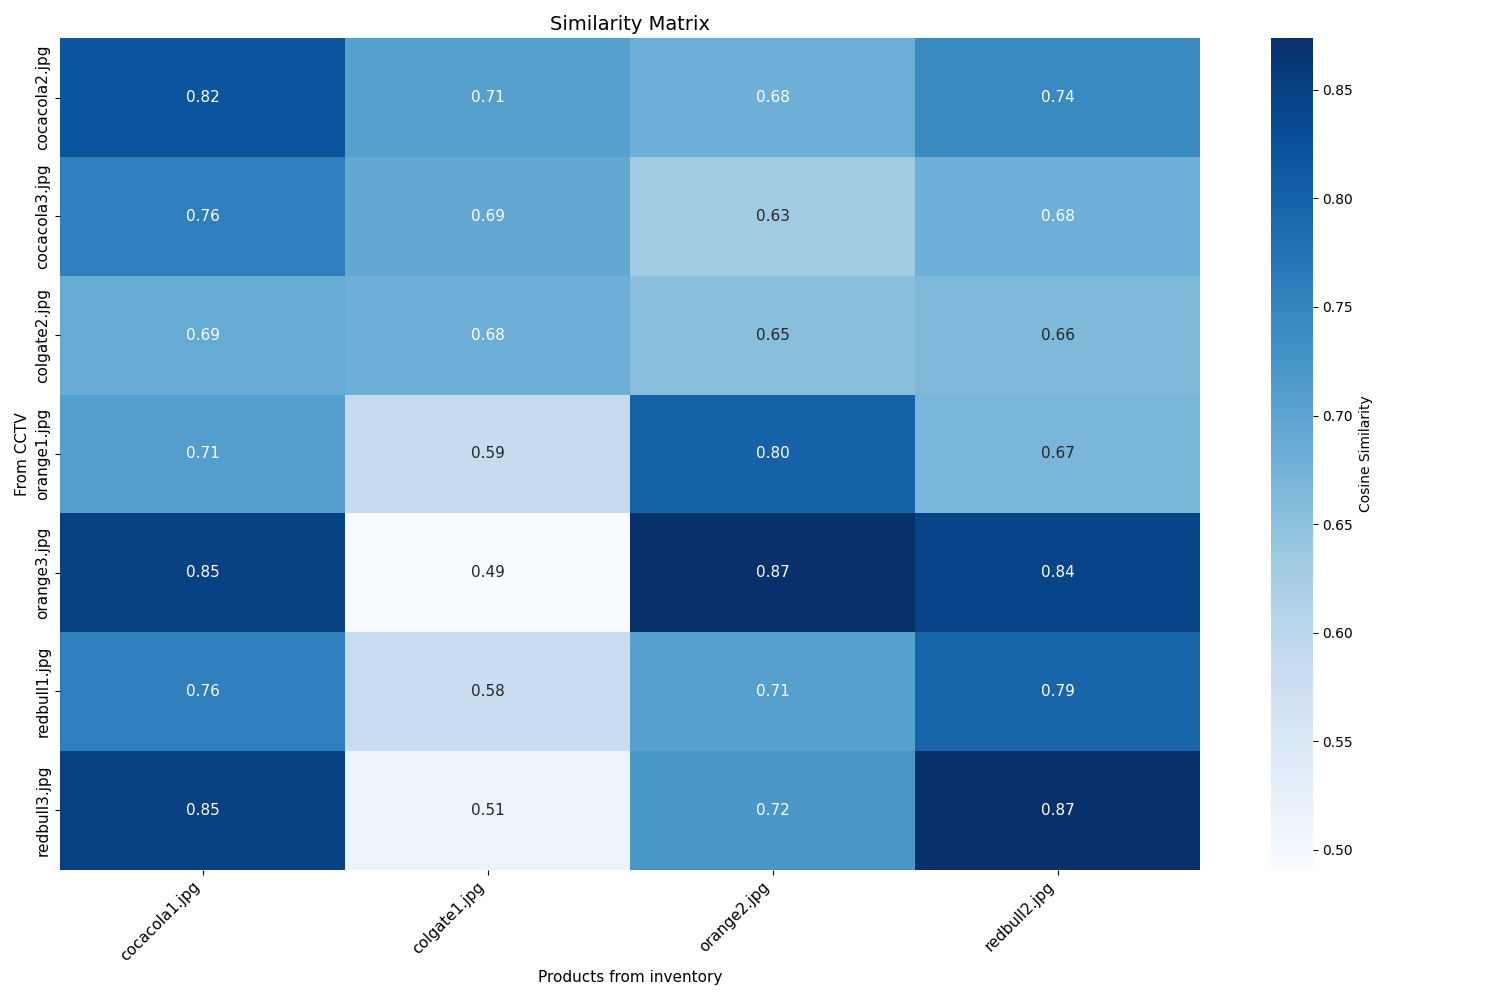 Similarity Matrix
From CCTV
cocacola2.jpg
0.82 0.71 0.68 0.74
cocacola3.jpg
0.76 0.69 0.63 0.68
colgate2.jpg
0.69 0.68 0.65 0.66
orange1.jpg
0.71 0.59 0.80 0.67
orange3.jpg
0.85 0.49 0.87 0.84
redbull1.jpg
0.76 0.58 0.71 0.79
redbull3.jpg
0.85 0.51 0.72 0.87
cocacola1.jpg colgate1.jpg orange2.jpg redbull2.jpg
Products from inventory
0.85
0.80
0.75
0.70
0.65
0.60
0.55
0.50
Cosine Similarity